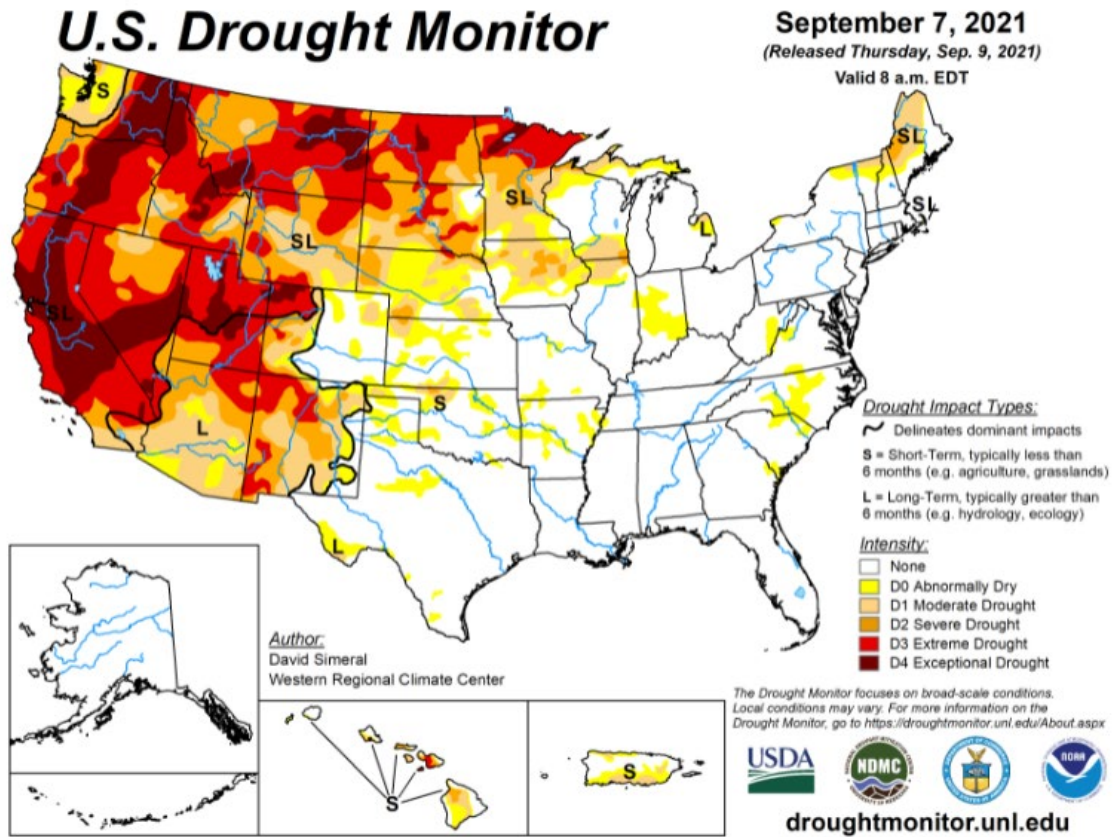 U.S. Drought Monitor
September 7, 2021
(Released Thursday, Sep. 9, 2021)
Valid 8 a.m. EDT
S
SL
SL
SL
L
SL
SL
S
L
L
Drought Impact Types:
Delineates dominant impacts
S = Short-Term, typically less than
6 months (e.g. agriculture, grasslands)
L = Long-Term, typically greater than
6 months (e.g. hydrology, ecology)
Intensity:
None
D0 Abnormally Dry
D1 Moderate Drought
D2 Severe Drought
D3 Extreme Drought
D4 Exceptional Drought
Author:
David Simeral
Western Regional Climate Center
S
S
The Drought Monitor focuses on broad-scale conditions.
Local conditions may vary. For more information on the
Drought Monitor, go to https://droughtmonitor.unl.edu/About.aspx
USDA
NDMC
NOAA
droughtmonitor.unl.edu